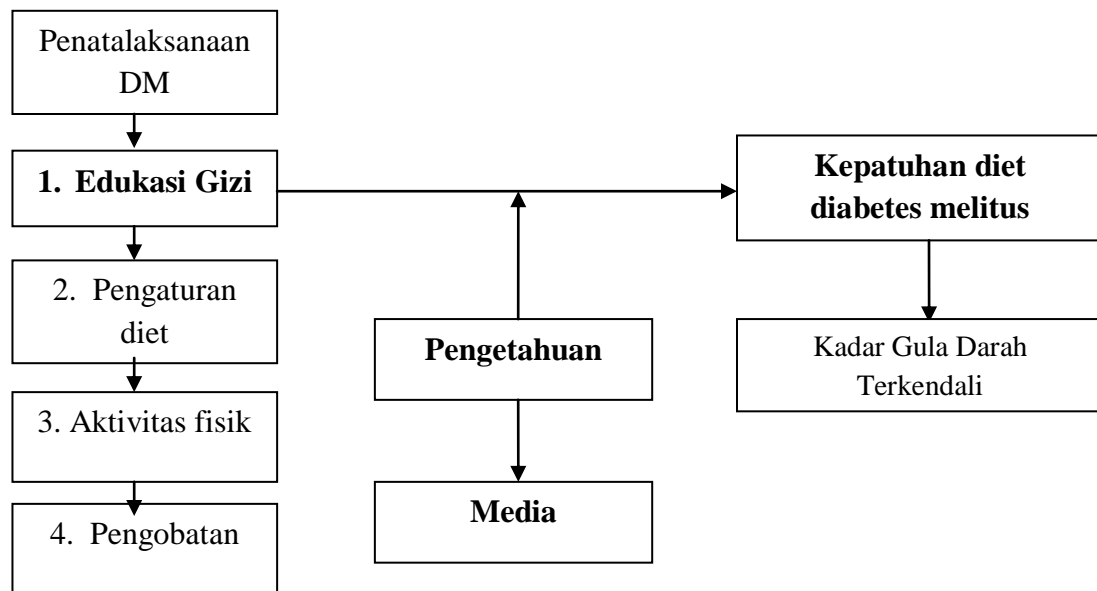 Penatalaksanaan
DM
1. Edukasi Gizi
2. Pengaturan
diet
3. Aktivitas fisik
4. Pengobatan
Pengetahuan
Media
Kepatuhan diet
diabetes melitus
Kadar Gula Darah
Terkendali